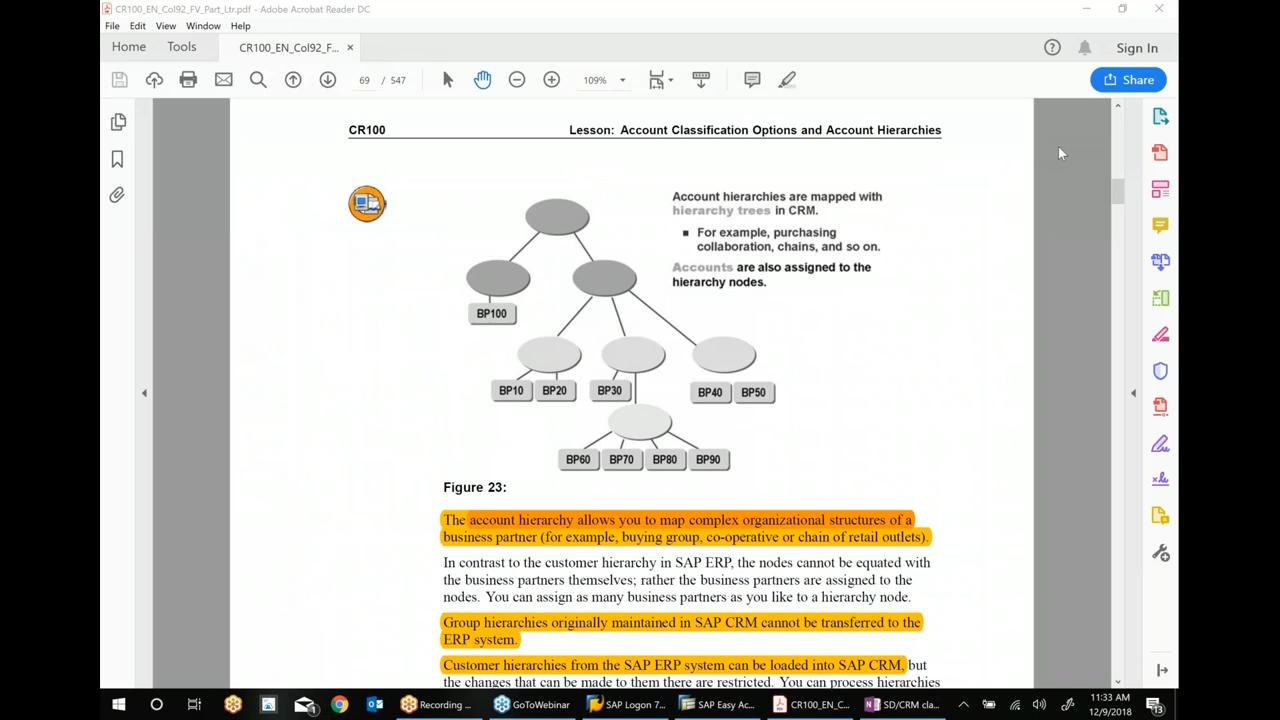 CR100_EN_Col92_FV_Part_Ltr.pdf - Adobe Acrobat Reader DC
File Edit View Window Help
Home Tools CR100_EN_Col92_F... × Sign In
69 / 547 109% Share
CR100 Lesson: Account Classification Options and Account Hierarchies
Account hierarchies are mapped with
hierarchy trees in CRM.
■ For example, purchasing
collaboration, chains, and so on.
Accounts are also assigned to the
hierarchy nodes.
BP100
BP10 BP20 BP30 BP40 BP50
BP60 BP70 BP80 BP90
Figure 23:
The account hierarchy allows you to map complex organizational structures of a
business partner (for example, buying group, co-operative or chain of retail outlets).
In contrast to the customer hierarchy in SAP ERP, the nodes cannot be equated with
the business partners themselves; rather the business partners are assigned to the
nodes. You can assign as many business partners as you like to a hierarchy node.
Group hierarchies originally maintained in SAP CRM cannot be transferred to the
ERP system.
Customer hierarchies from the SAP ERP system can be loaded into SAP CRM, but
the changes that can be made to them there are restricted. You can process hierarchies
Recording ... GoToWebinar SAP Logon 7... SAP Easy Ac... CR100_EN_C... SD/CRM cla... 11:33 AM
12/9/2018 13